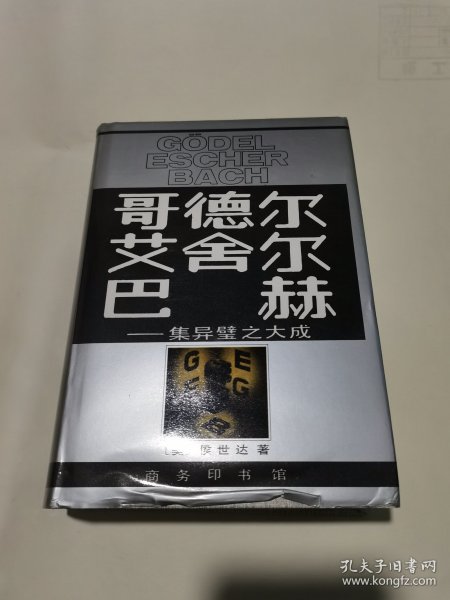 GÖDEL
ESCHER
BACH
哥德尔
艾舍尔
巴赫
——集异璧之大成
G E
侯世达著
商务印书馆
孔夫子旧书网
www.kongfz.com